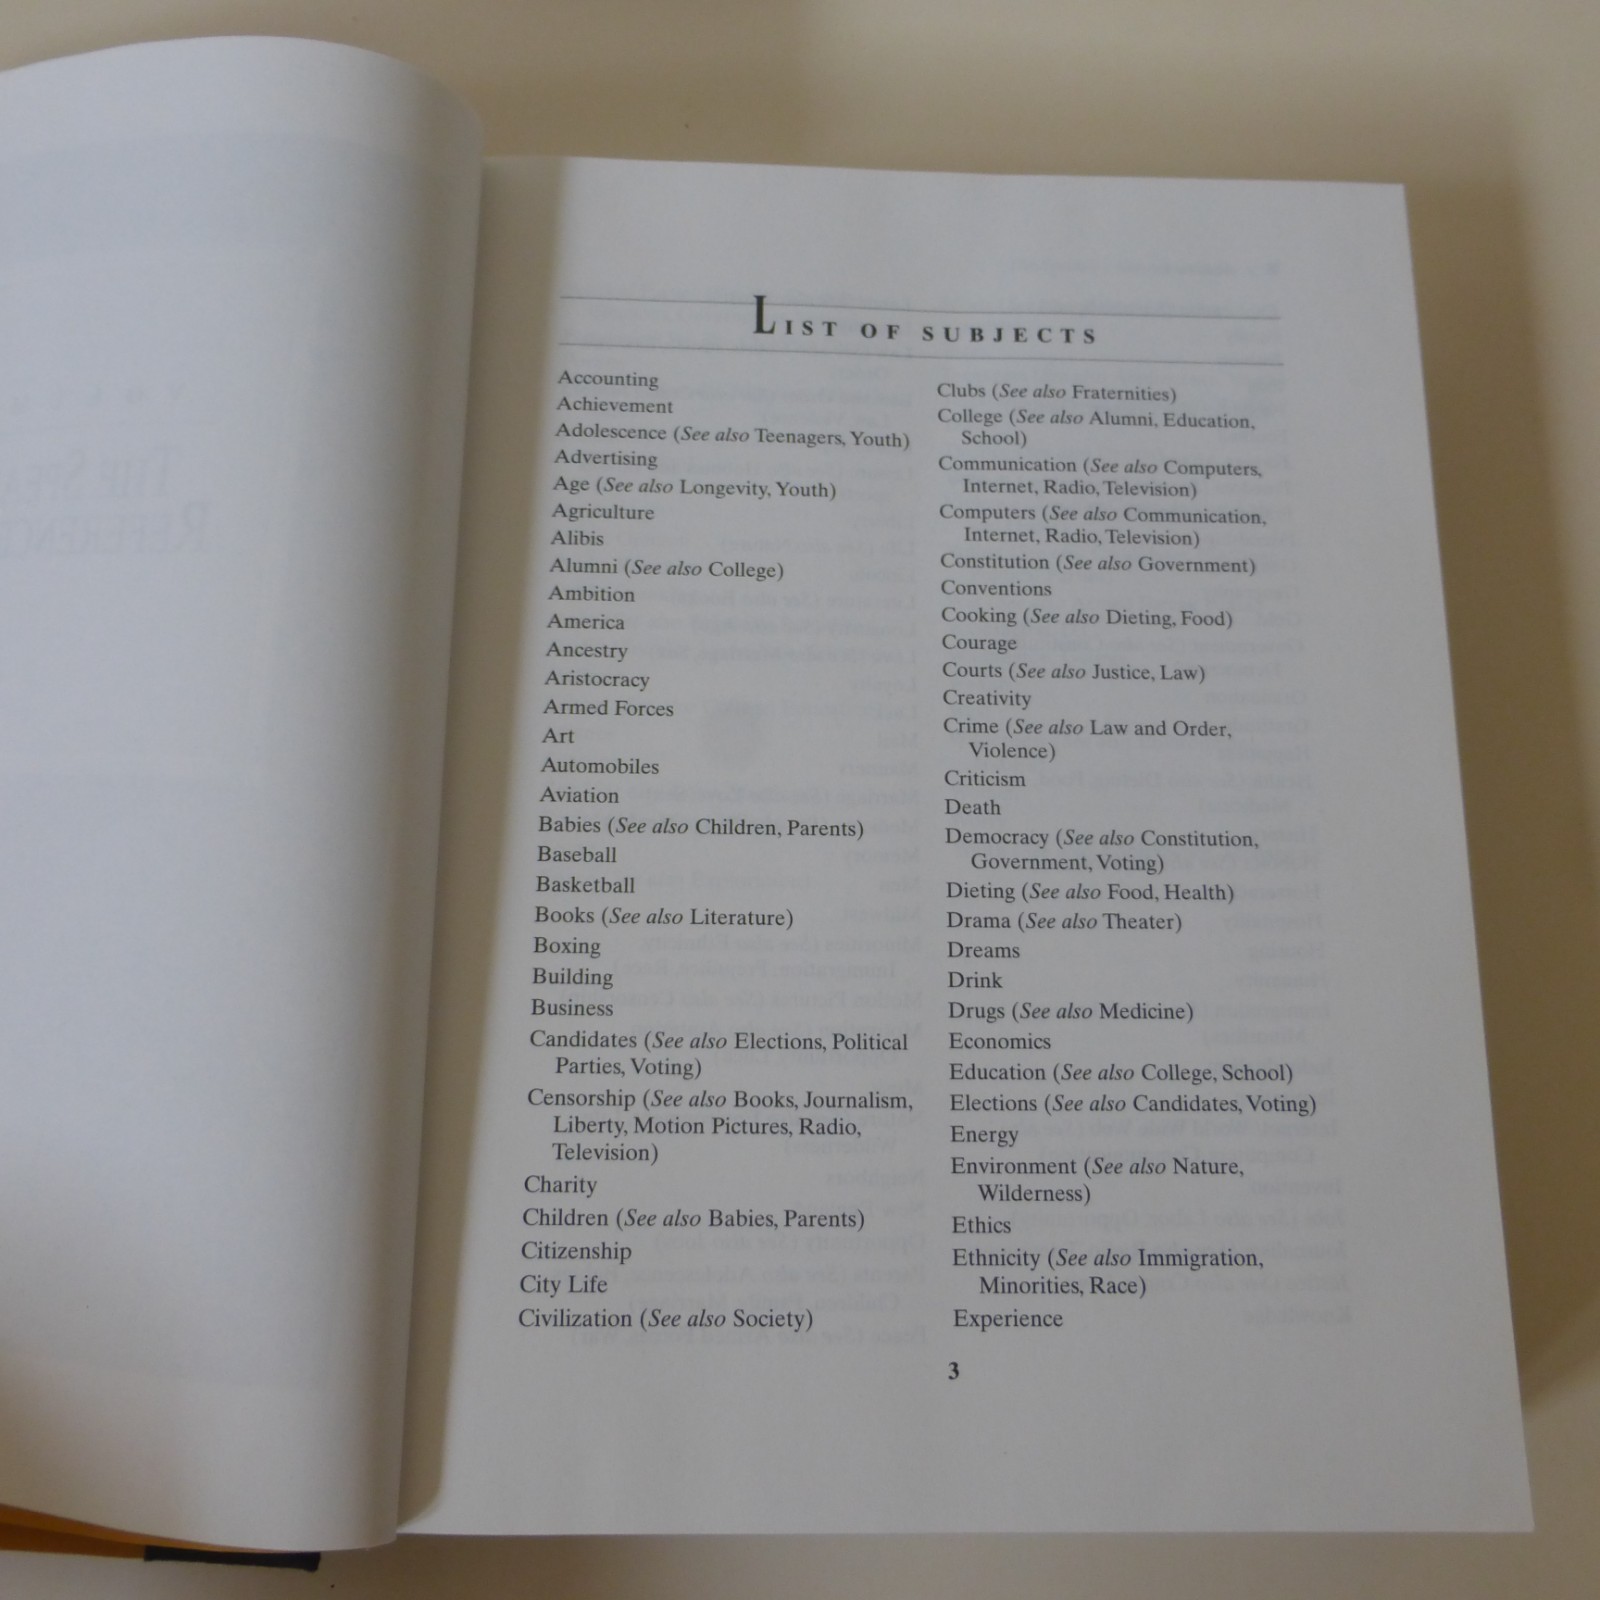 LIST OF SUBJECTS
Accounting
Achievement
Adolescence (See also Teenagers, Youth)
Advertising
Age (See also Longevity, Youth)
Agriculture
Alibis
Alumni (See also College)
Ambition
America
Ancestry
Aristocracy
Armed Forces
Art
Automobiles
Aviation
Babies (See also Children, Parents)
Baseball
Basketball
Books (See also Literature)
Boxing
Building
Business
Candidates (See also Elections, Political
Parties, Voting)
Censorship (See also Books, Journalism,
Liberty, Motion Pictures, Radio,
Television)
Charity
Children (See also Babies, Parents)
Citizenship
City Life
Civilization (See also Society)
Clubs (See also Fraternities)
College (See also Alumni, Education,
School)
Communication (See also Computers,
Internet, Radio, Television)
Computers (See also Communication,
Internet, Radio, Television)
Constitution (See also Government)
Conventions
Cooking (See also Dieting, Food)
Courage
Courts (See also Justice, Law)
Creativity
Crime (See also Law and Order,
Violence)
Criticism
Death
Democracy (See also Constitution,
Government, Voting)
Dieting (See also Food, Health)
Drama (See also Theater)
Dreams
Drink
Drugs (See also Medicine)
Economics
Education (See also College, School)
Elections (See also Candidates, Voting)
Energy
Environment (See also Nature,
Wilderness)
Ethics
Ethnicity (See also Immigration,
Minorities, Race)
Experience
3